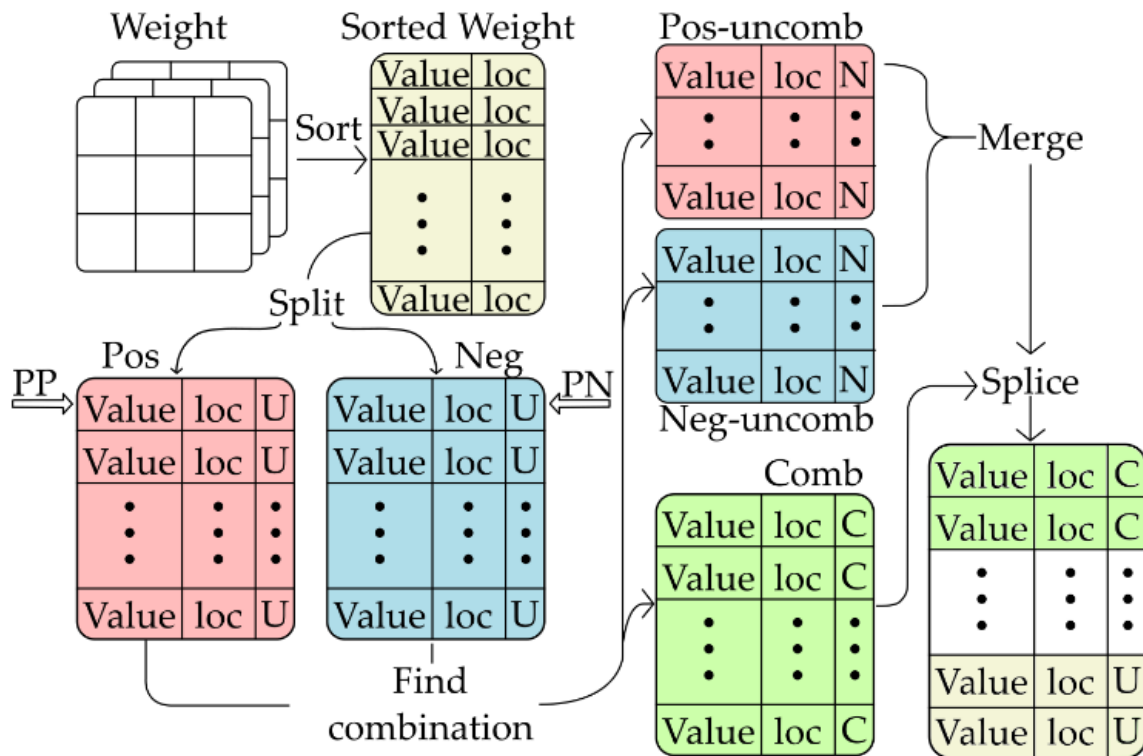 Weight
Sort
Sorted Weight
Value loc
Value loc
Value loc
Value loc
Split
Pos
PP
Value loc U
Value loc U
Value loc U
Neg
PN
Value loc U
Value loc U
Value loc U
Find
combination
Pos-uncomb
Value loc N
Value loc N
Value loc N
Value loc N
Neg-uncomb
Merge
Comb
Value loc C
Value loc C
Value loc C
Splice
Value loc C
Value loc C
Value loc U
Value loc U